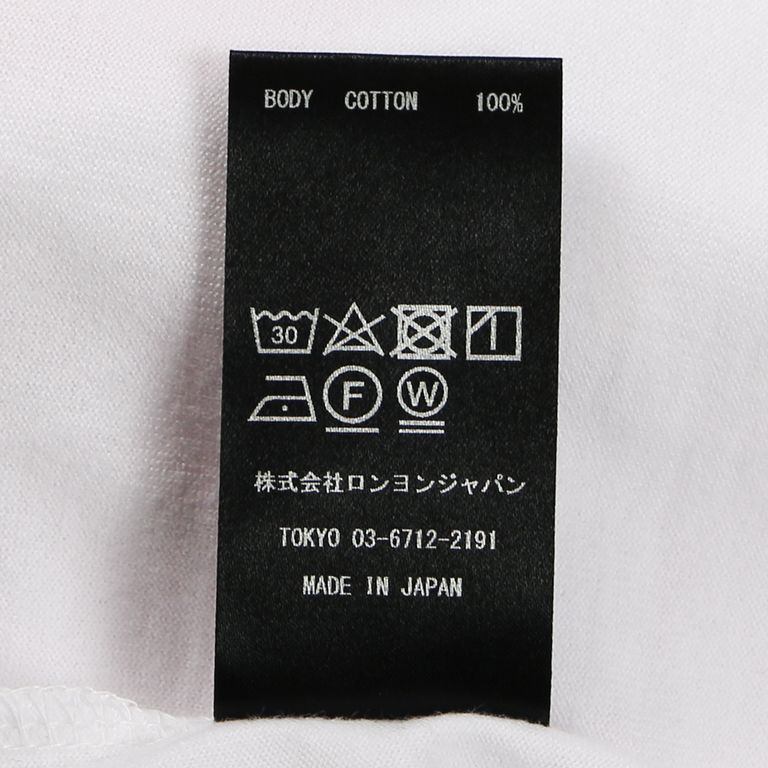 BODY COTTON 100%
30
F W
株式会社ロンヨンジャパン
TOKYO 03-6712-2191
MADE IN JAPAN